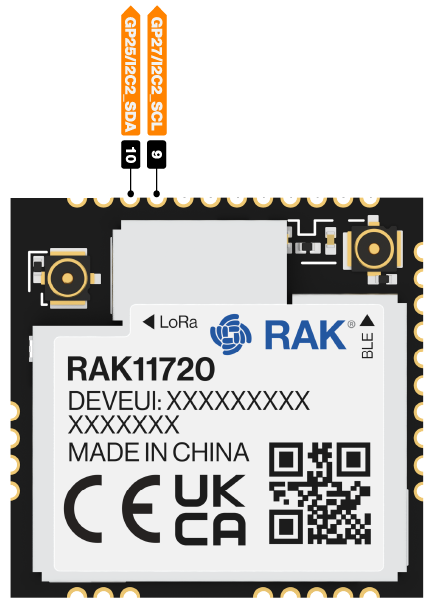 GP25/I2C2_SDA
GP27/I2C2_SCL
10
9
◀ LoRa
RAK®
BLE ▶
RAK11720
DEVEUI: XXXXXXXXX
XXXXXXX
MADE IN CHINA
CE
UK
CA